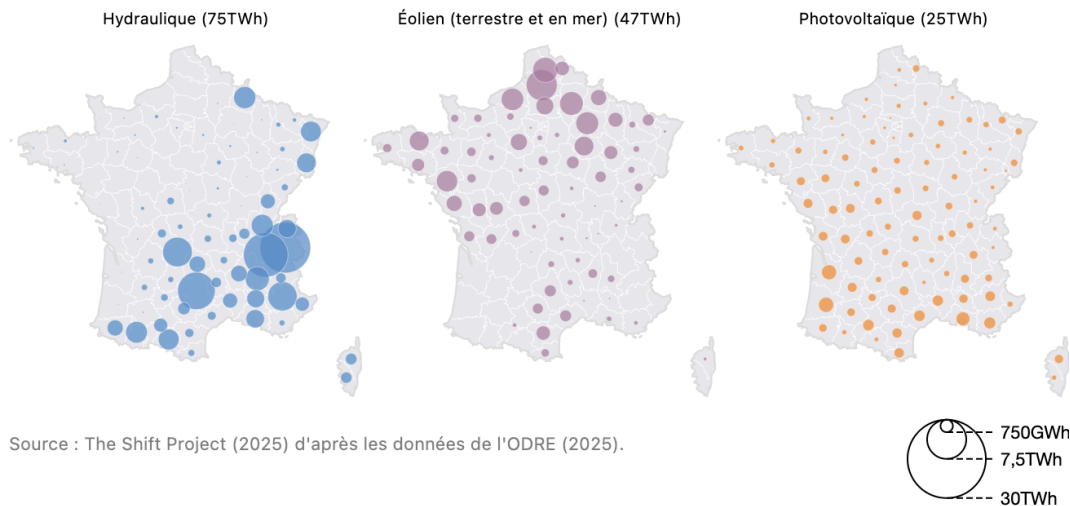 Hydraulique (75TWh)
Éolien (terrestre et en mer) (47TWh)
Photovoltaïque (25TWh)
Source : The Shift Project (2025) d'après les données de l'ODRE (2025).
750GWh
7,5TWh
30TWh